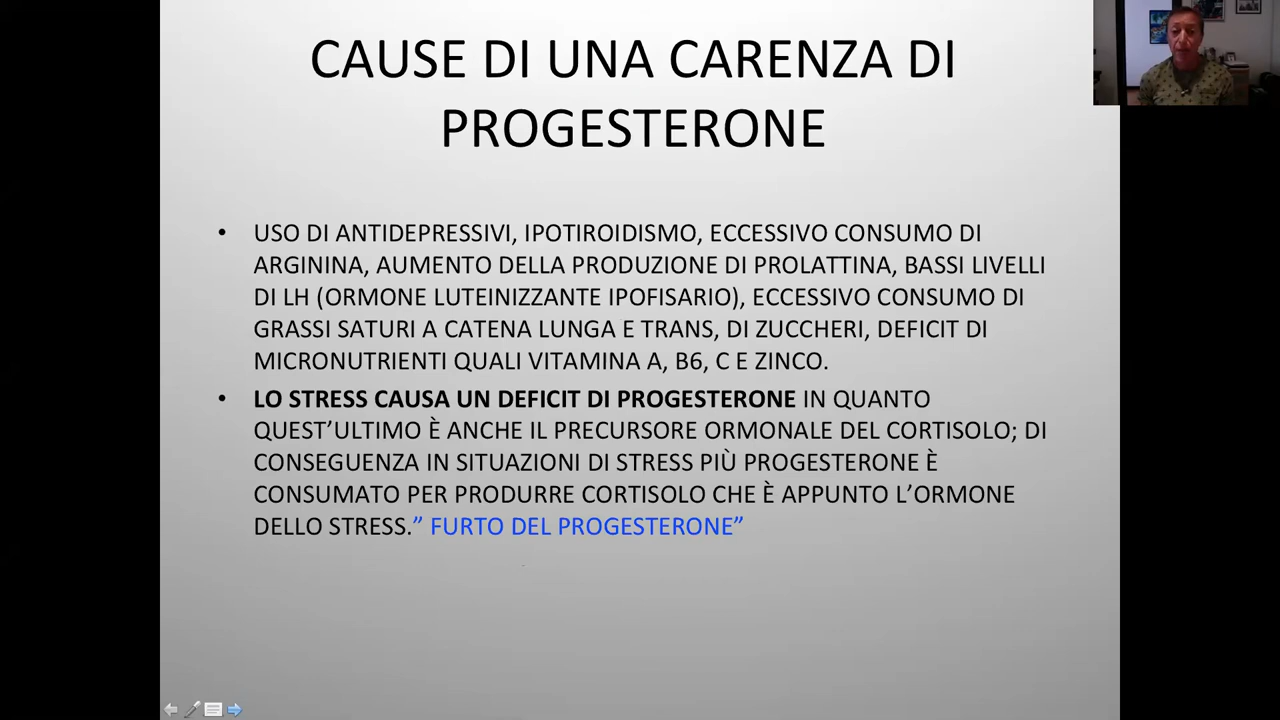 CAUSE DI UNA CARENZA DI
PROGESTERONE
• USO DI ANTIDEPRESSIVI, IPOTIROIDISMO, ECCESSIVO CONSUMO DI
ARGININA, AUMENTO DELLA PRODUZIONE DI PROLATTINA, BASSI LIVELLI
DI LH (ORMONE LUTEINIZZANTE IPOFISARIO), ECCESSIVO CONSUMO DI
GRASSI SATURI A CATENA LUNGA E TRANS, DI ZUCCHERI, DEFICIT DI
MICRONUTRIENTI QUALI VITAMINA A, B6, C E ZINCO.
• LO STRESS CAUSA UN DEFICIT DI PROGESTERONE IN QUANTO
QUEST’ULTIMO È ANCHE IL PRECURSORE ORMONALE DEL CORTISOLO; DI
CONSEGUENZA IN SITUAZIONI DI STRESS PIÙ PROGESTERONE È
CONSUMATO PER PRODURRE CORTISOLO CHE È APPUNTO L’ORMONE
DELLO STRESS.” FURTO DEL PROGESTERONE”